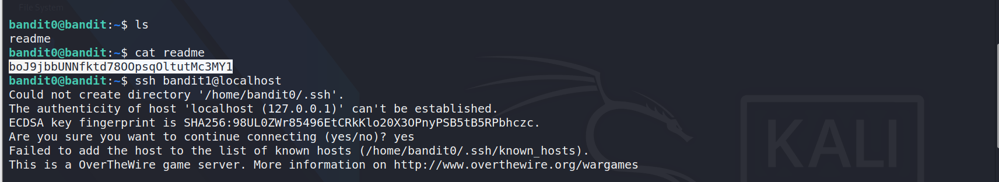 File System
bandit0@bandit:~$ ls
readme
bandit0@bandit:~$ cat readme
boJ9jbbUNNfktd78OOpsqOltutMc3MY1
bandit0@bandit:~$ ssh bandit1@localhost
Could not create directory '/home/bandit0/.ssh'.
The authenticity of host 'localhost (127.0.0.1)' can't be established.
ECDSA key fingerprint is SHA256:98UL0ZWr85496EtCRkKlo20X3OPnyPSB5tB5RPbhczc.
Are you sure you want to continue connecting (yes/no)? yes
Failed to add the host to the list of known hosts (/home/bandit0/.ssh/known_hosts).
This is a OverTheWire game server. More information on http://www.overthewire.org/wargames
KALI